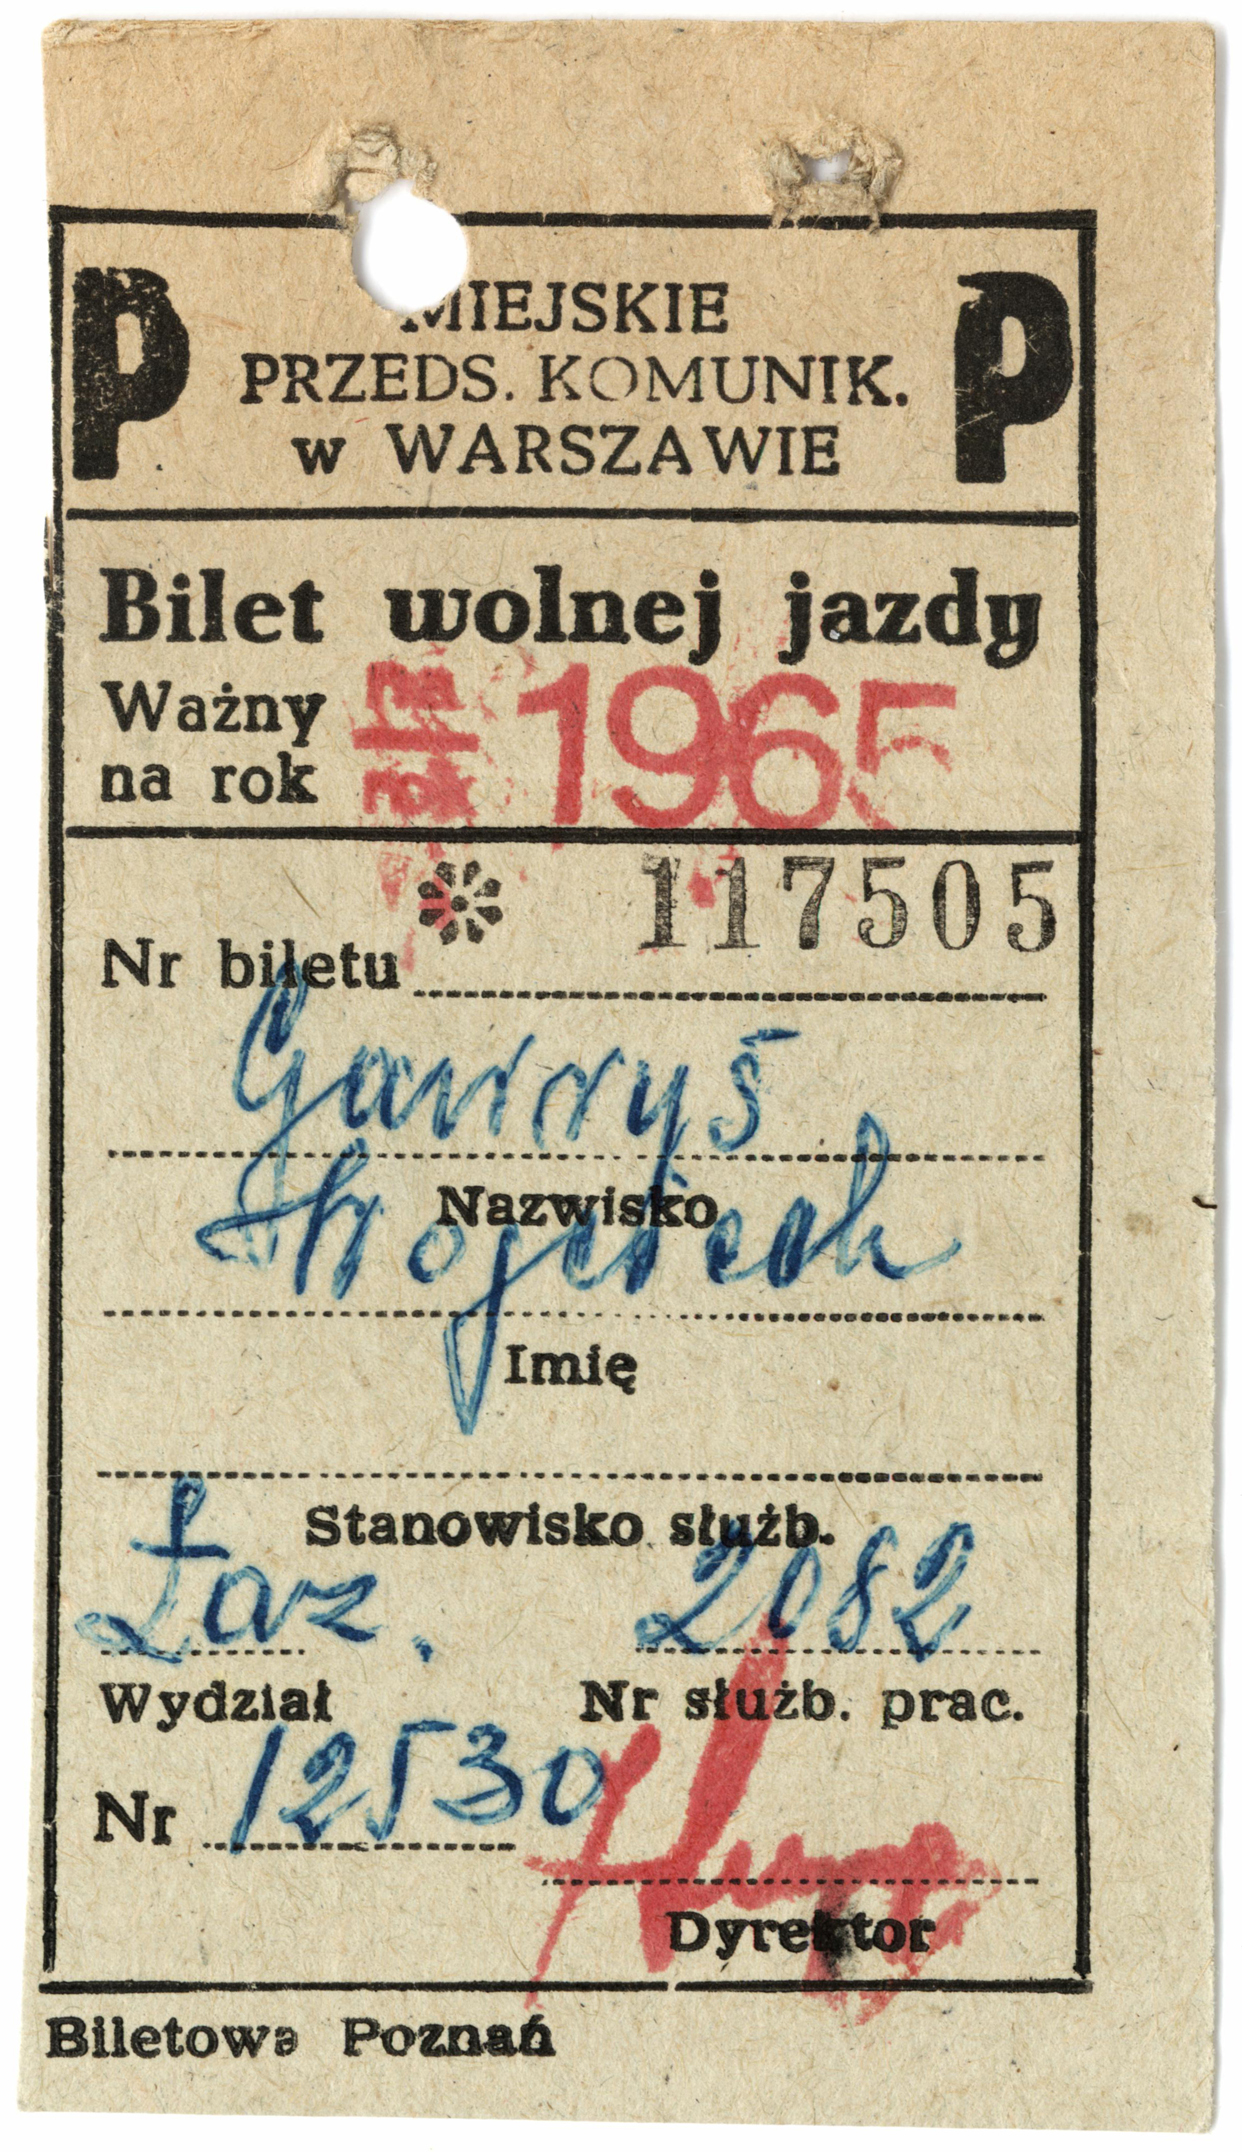 P MIEJSKIE P
PRZEDS. KOMUNIK.
w WARSZAWIE
Bilet wolnej jazdy
Ważny
na rok 1965
117505
Nr biletu
Gawryś
Nazwisko
Wojciech
Imię
Stanowisko służb.
Łaz. 2082
Wydział Nr służb. prac.
Nr 12530
Dyrektor
Biletowa Poznań